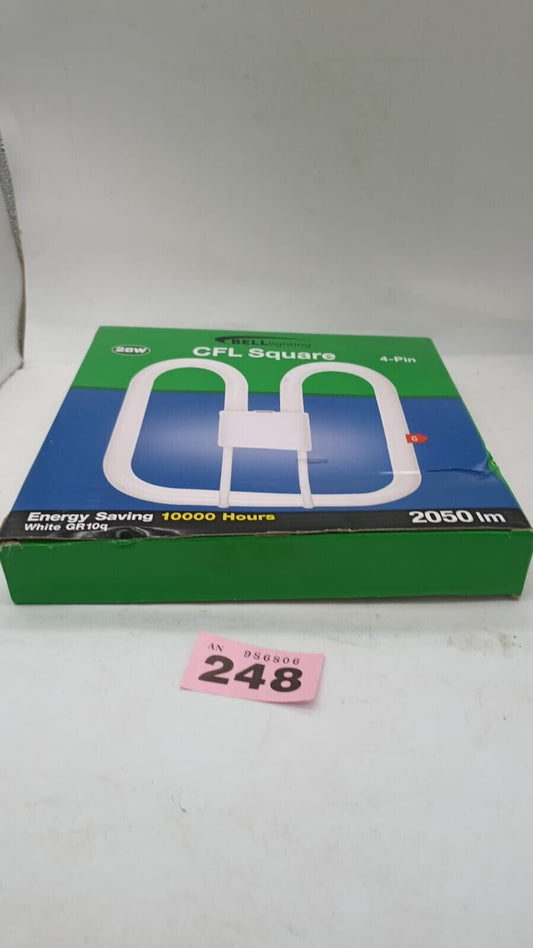 BELLlighting
28W
CFL Square
4-Pin
G
Energy Saving 10000 Hours
White GR10q
2050 lm
AN 986806
248